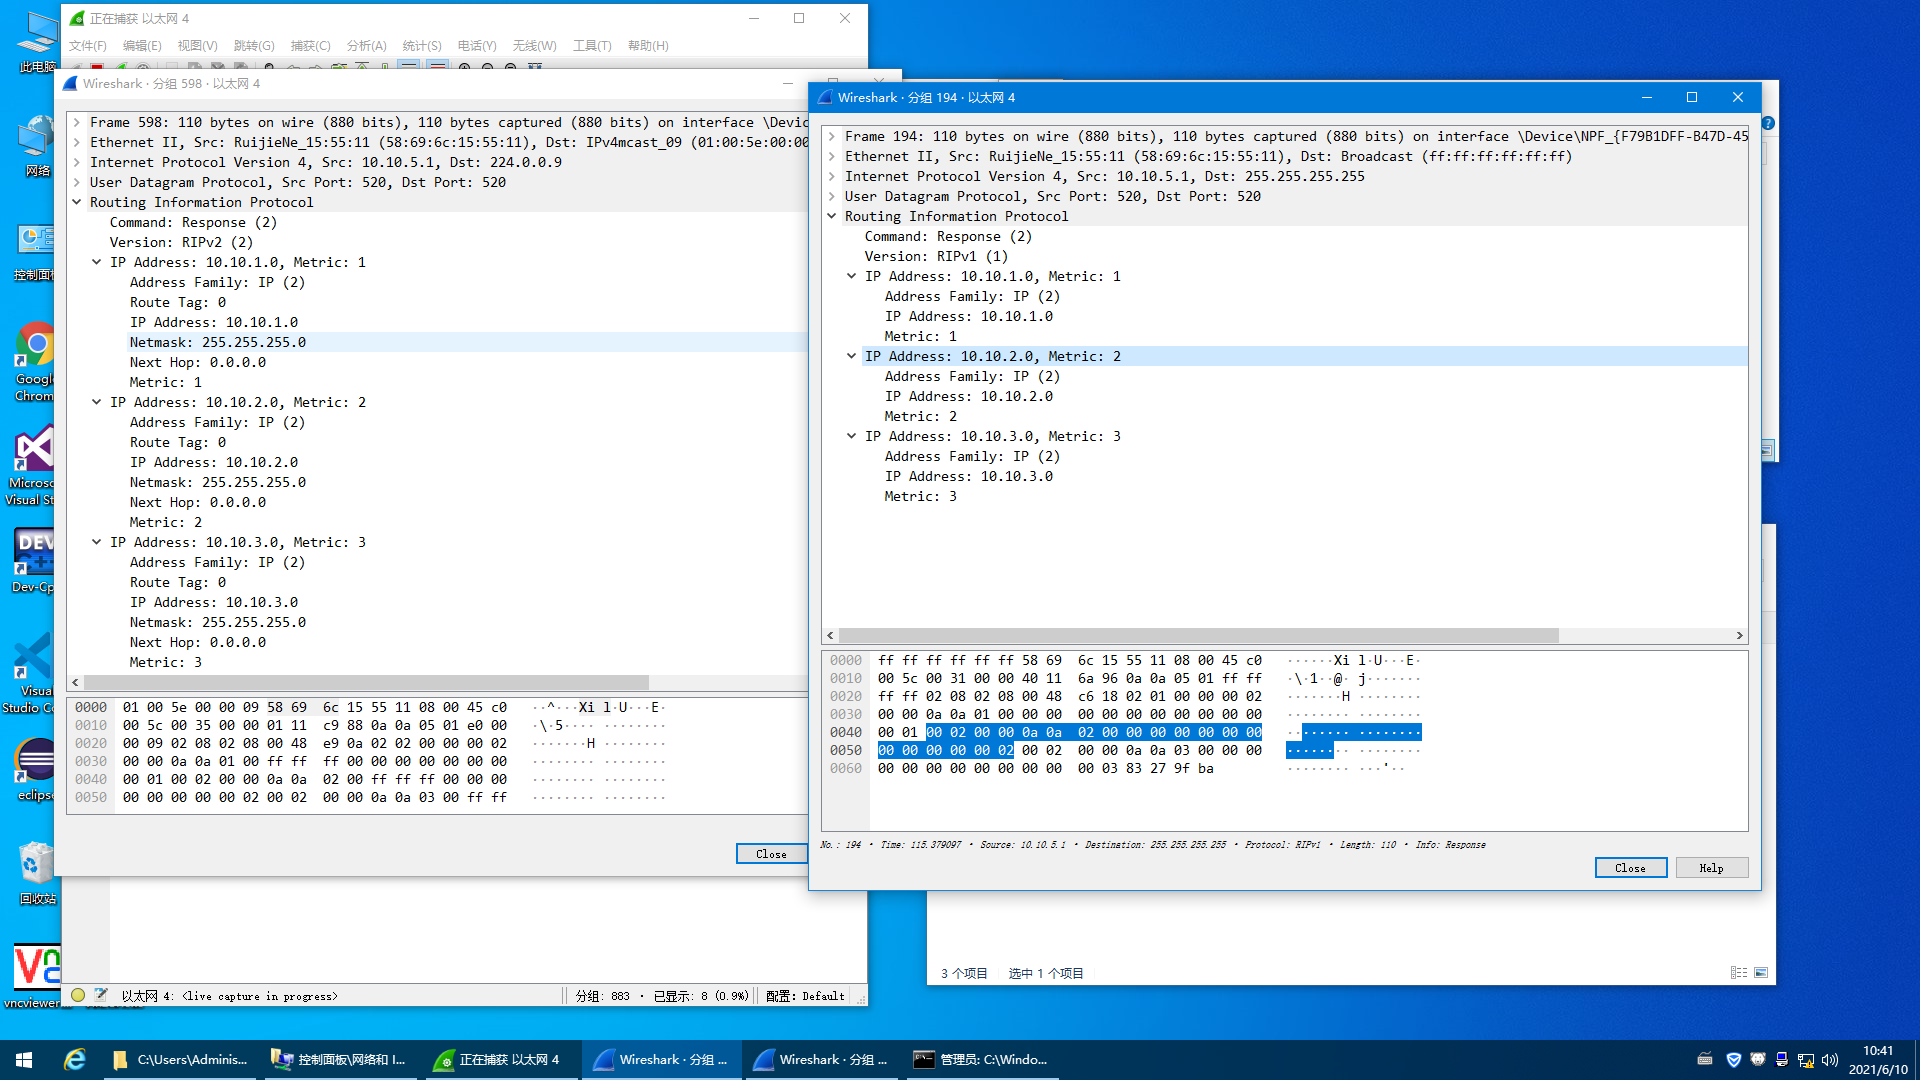 此电脑
网络
控制面板
Google
Chrom
Microso
Visual St
Dev-Cp
Visual
Studio Co
eclipse
回收站
vncviewer
正在捕获 以太网 4
文件(F) 编辑(E) 视图(V) 跳转(G) 捕获(C) 分析(A) 统计(S) 电话(Y) 无线(W) 工具(T) 帮助(H)
Wireshark · 分组 598 · 以太网 4
Frame 598: 110 bytes on wire (880 bits), 110 bytes captured (880 bits) on interface \Devic
Ethernet II, Src: RuijieNe_15:55:11 (58:69:6c:15:55:11), Dst: IPv4mcast_09 (01:00:5e:00:00
Internet Protocol Version 4, Src: 10.10.5.1, Dst: 224.0.0.9
User Datagram Protocol, Src Port: 520, Dst Port: 520
Routing Information Protocol
Command: Response (2)
Version: RIPv2 (2)
IP Address: 10.10.1.0, Metric: 1
Address Family: IP (2)
Route Tag: 0
IP Address: 10.10.1.0
Netmask: 255.255.255.0
Next Hop: 0.0.0.0
Metric: 1
IP Address: 10.10.2.0, Metric: 2
Address Family: IP (2)
Route Tag: 0
IP Address: 10.10.2.0
Netmask: 255.255.255.0
Next Hop: 0.0.0.0
Metric: 2
IP Address: 10.10.3.0, Metric: 3
Address Family: IP (2)
Route Tag: 0
IP Address: 10.10.3.0
Netmask: 255.255.255.0
Next Hop: 0.0.0.0
Metric: 3
0000 01 00 5e 00 00 09 58 69 6c 15 55 11 08 00 45 c0 ··^···Xi l·U···E·
0010 00 5c 00 35 00 00 01 11 c9 88 0a 0a 05 01 e0 00 ·\·5···· ········
0020 00 09 02 08 02 08 00 48 e9 0a 02 02 00 00 00 02 ·······H ········
0030 00 00 0a 0a 01 00 ff ff ff 00 00 00 00 00 00 00 ········ ········
0040 00 01 00 02 00 00 0a 0a 02 00 ff ff ff 00 00 00 ········ ········
0050 00 00 00 00 00 02 00 02 00 00 0a 0a 03 00 ff ff ········ ········
Close
以太网 4: <live capture in progress> 分组: 883 · 已显示: 8 (0.9%) 配置: Default
Wireshark · 分组 194 · 以太网 4
Frame 194: 110 bytes on wire (880 bits), 110 bytes captured (880 bits) on interface \Device\NPF_{F79B1DFF-B47D-45
Ethernet II, Src: RuijieNe_15:55:11 (58:69:6c:15:55:11), Dst: Broadcast (ff:ff:ff:ff:ff:ff)
Internet Protocol Version 4, Src: 10.10.5.1, Dst: 255.255.255.255
User Datagram Protocol, Src Port: 520, Dst Port: 520
Routing Information Protocol
Command: Response (2)
Version: RIPv1 (1)
IP Address: 10.10.1.0, Metric: 1
Address Family: IP (2)
IP Address: 10.10.1.0
Metric: 1
IP Address: 10.10.2.0, Metric: 2
Address Family: IP (2)
IP Address: 10.10.2.0
Metric: 2
IP Address: 10.10.3.0, Metric: 3
Address Family: IP (2)
IP Address: 10.10.3.0
Metric: 3
0000 ff ff ff ff ff ff 58 69 6c 15 55 11 08 00 45 c0 ······Xi l·U···E·
0010 00 5c 00 31 00 00 40 11 6a 96 0a 0a 05 01 ff ff ·\·1··@· j·······
0020 ff ff 02 08 02 08 00 48 c6 18 02 01 00 00 00 02 ·······H ········
0030 00 00 0a 0a 01 00 00 00 00 00 00 00 00 00 00 00 ········ ········
0040 00 01 00 02 00 00 0a 0a 02 00 00 00 00 00 00 00 ········ ········
0050 00 00 00 00 00 02 00 02 00 00 0a 0a 03 00 00 00 ········ ········
0060 00 00 00 00 00 00 00 00 00 03 83 27 9f ba ········ ···'··
No.: 194 · Time: 115.379097 · Source: 10.10.5.1 · Destination: 255.255.255.255 · Protocol: RIPv1 · Length: 110 · Info: Response
Close Help
3 个项目 选中 1 个项目
C:\Users\Adminis... 控制面板\网络和 I... 正在捕获 以太网 4 Wireshark · 分组 ... Wireshark · 分组 ... 管理员: C:\Windo...
10:41
2021/6/10